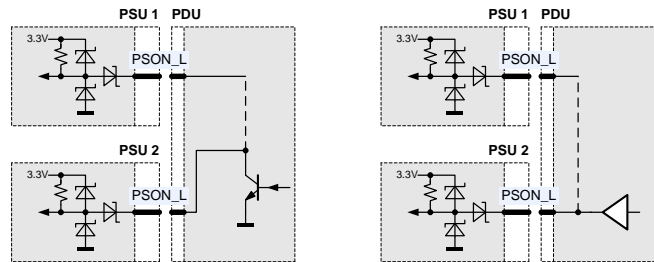 PSU 1 PDU
3.3V
PSON_L
PSU 2
3.3V
PSON_L
PSU 1 PDU
3.3V
PSON_L
PSU 2
3.3V
PSON_L